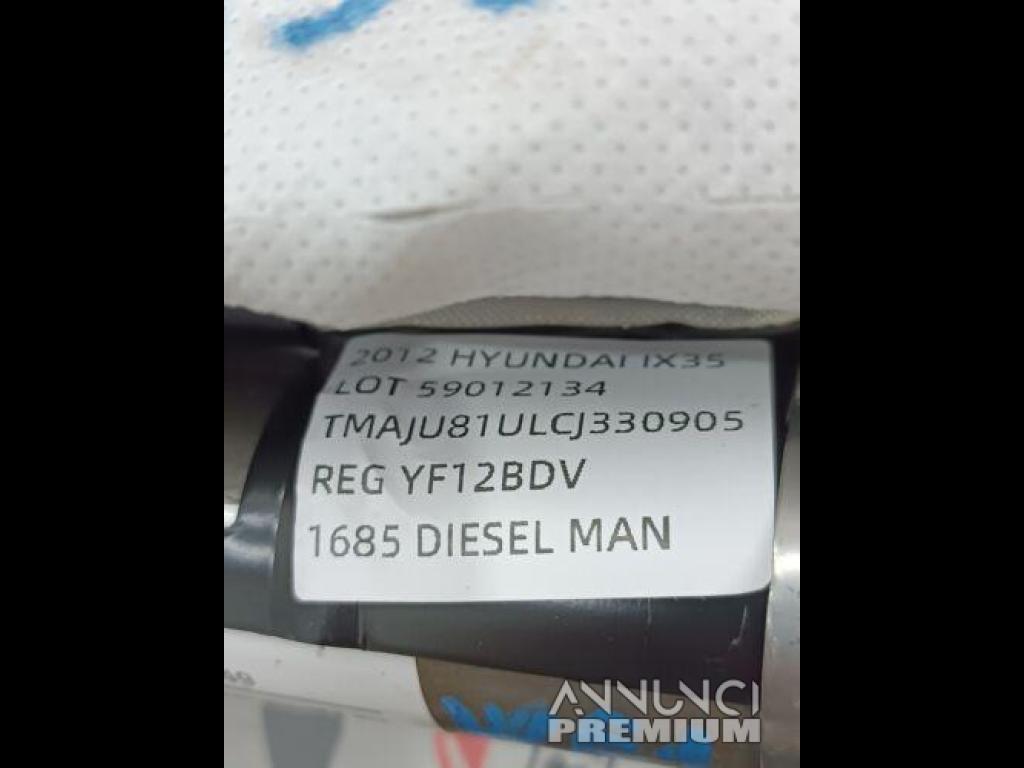 2012 HYUNDAI IX35
LOT 59012134
TMAJU81ULCJ330905
REG YF12BDV
1685 DIESEL MAN
ANNUNCI
PREMIUM